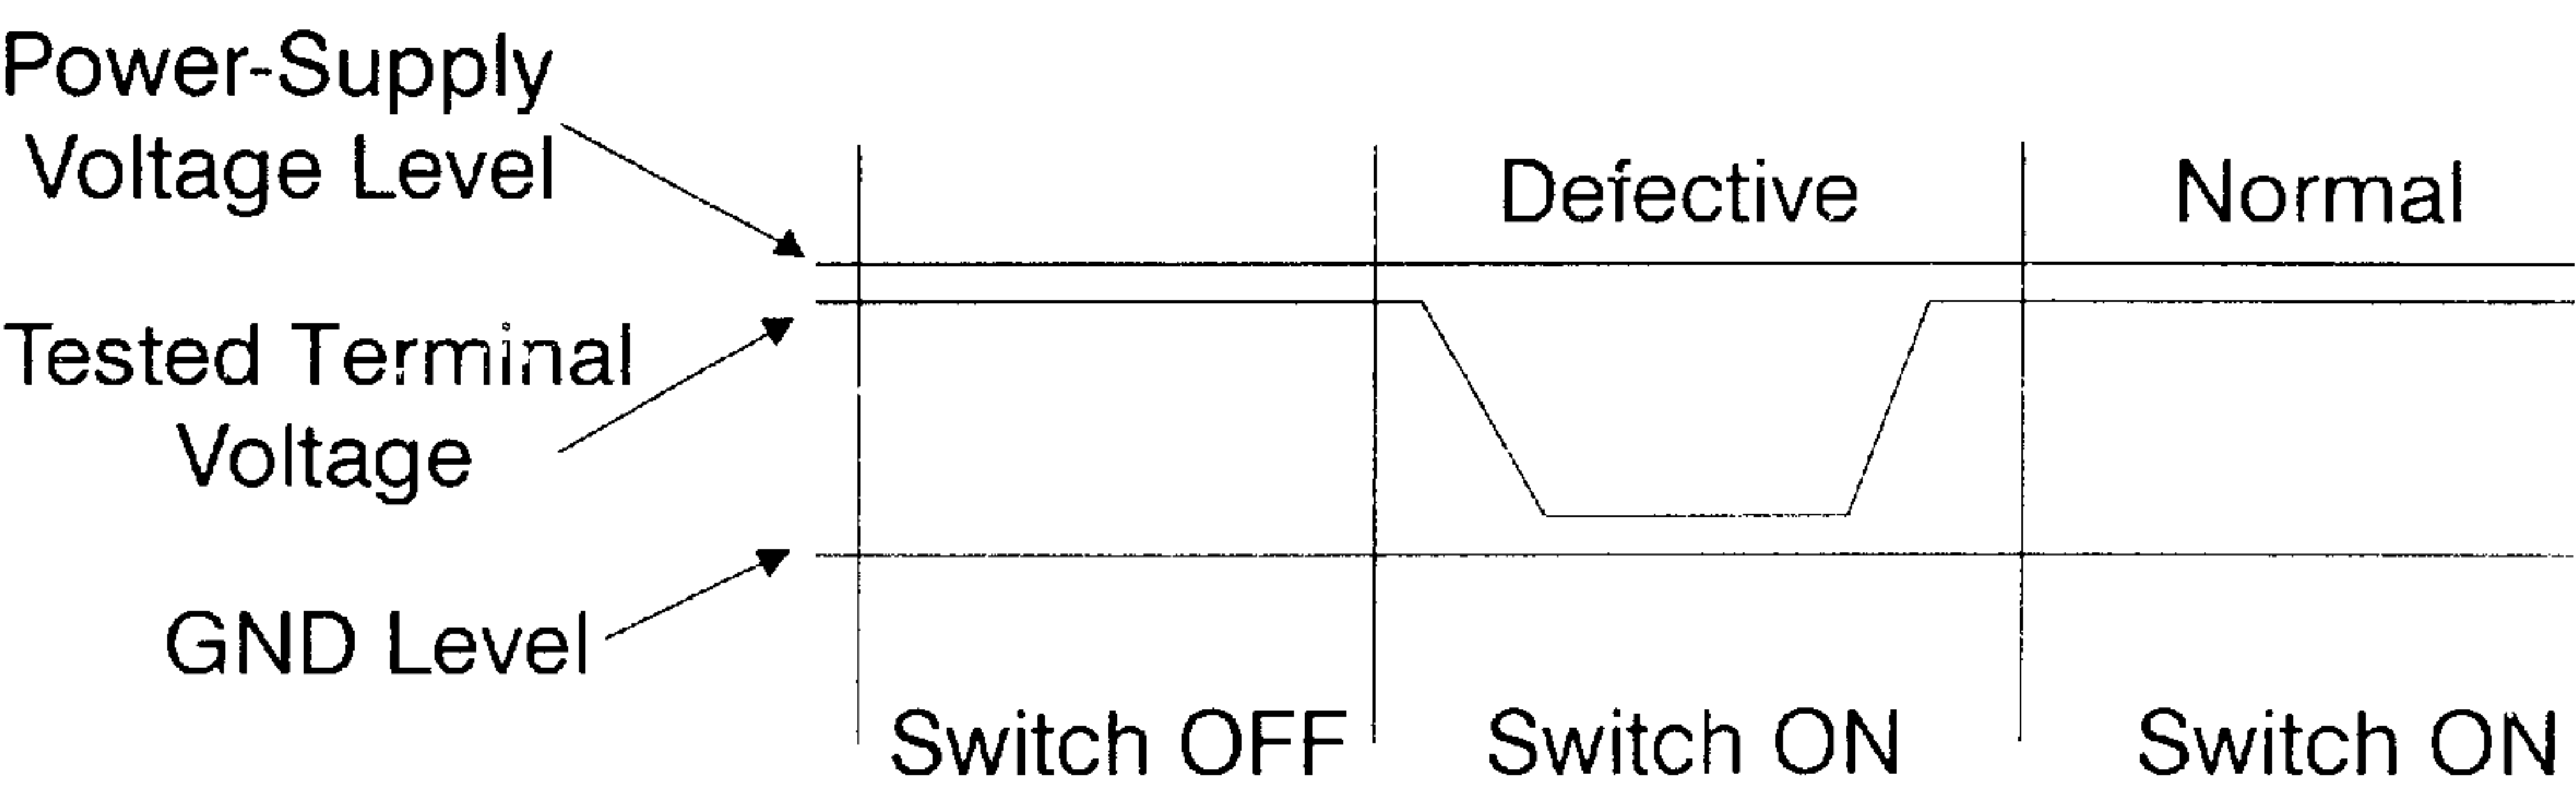 Power-Supply
Voltage Level
Defective
Normal
Tested Terminal
Voltage
GND Level
Switch OFF
Switch ON
Switch ON